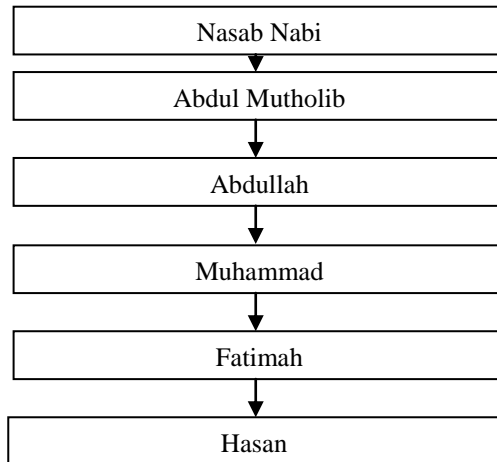 Nasab Nabi
Abdul Mutholib
Abdullah
Muhammad
Fatimah
Hasan